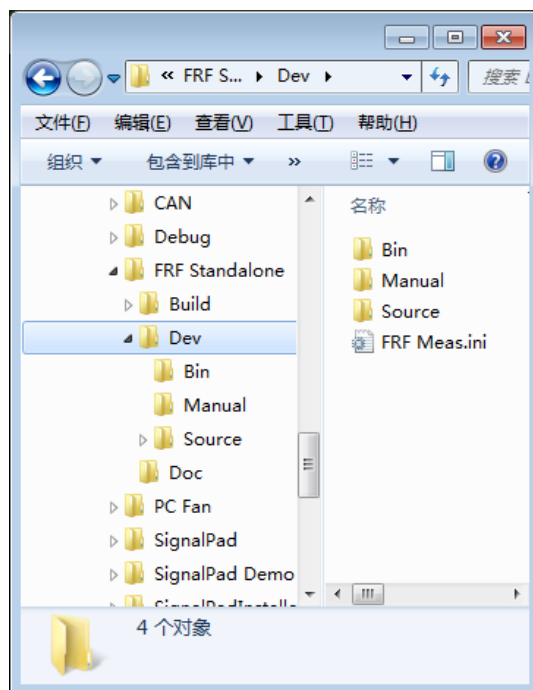 « FRF S... Dev
搜索
文件(F) 编辑(E) 查看(V) 工具(T) 帮助(H)
组织 包含到库中 »
CAN
Debug
FRF Standalone
Build
Dev
Bin
Manual
Source
Doc
PC Fan
SignalPad
SignalPad Demo
名称
Bin
Manual
Source
FRF Meas.ini
4 个对象